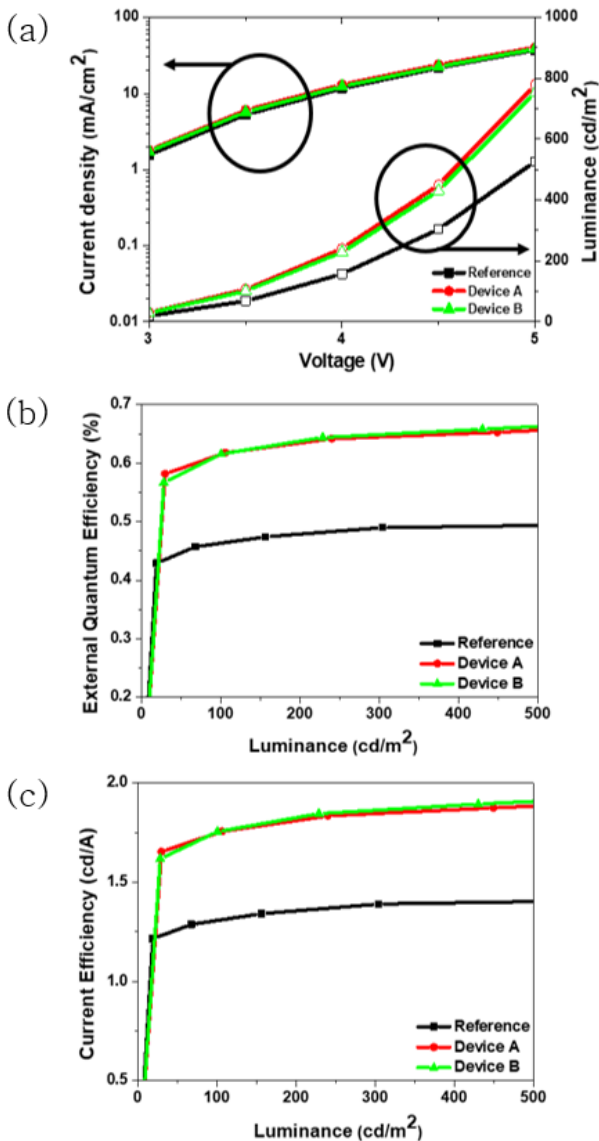 (a)
Current density (mA/cm²)
100
10
1
0.1
0.01
1000
800
600
400
200
0
Luminance (cd/m²)
Reference
Device A
Device B
3
4
5
Voltage (V)
(b)
External Quantum Efficiency (%)
0.7
0.6
0.5
0.4
0.3
0.2
Reference
Device A
Device B
0
100
200
300
400
500
Luminance (cd/m²)
(c)
Current Efficiency (cd/A)
2.0
1.5
1.0
0.5
Reference
Device A
Device B
0
100
200
300
400
500
Luminance (cd/m²)